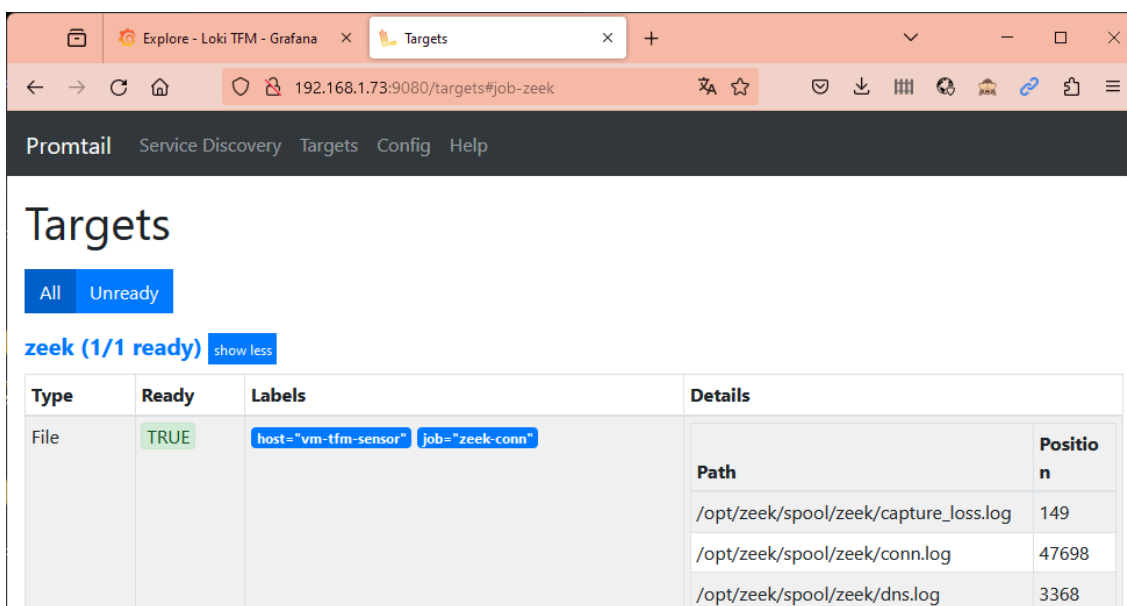 Explore - Loki TFM - Grafana
Targets
192.168.1.73:9080/targets#job-zeek
Promtail Service Discovery Targets Config Help
Targets
All Unready
zeek (1/1 ready) show less
Type Ready Labels Details
File TRUE host="vm-tfm-sensor" job="zeek-conn"
Path Positio
n
/opt/zeek/spool/zeek/capture_loss.log 149
/opt/zeek/spool/zeek/conn.log 47698
/opt/zeek/spool/zeek/dns.log 3368